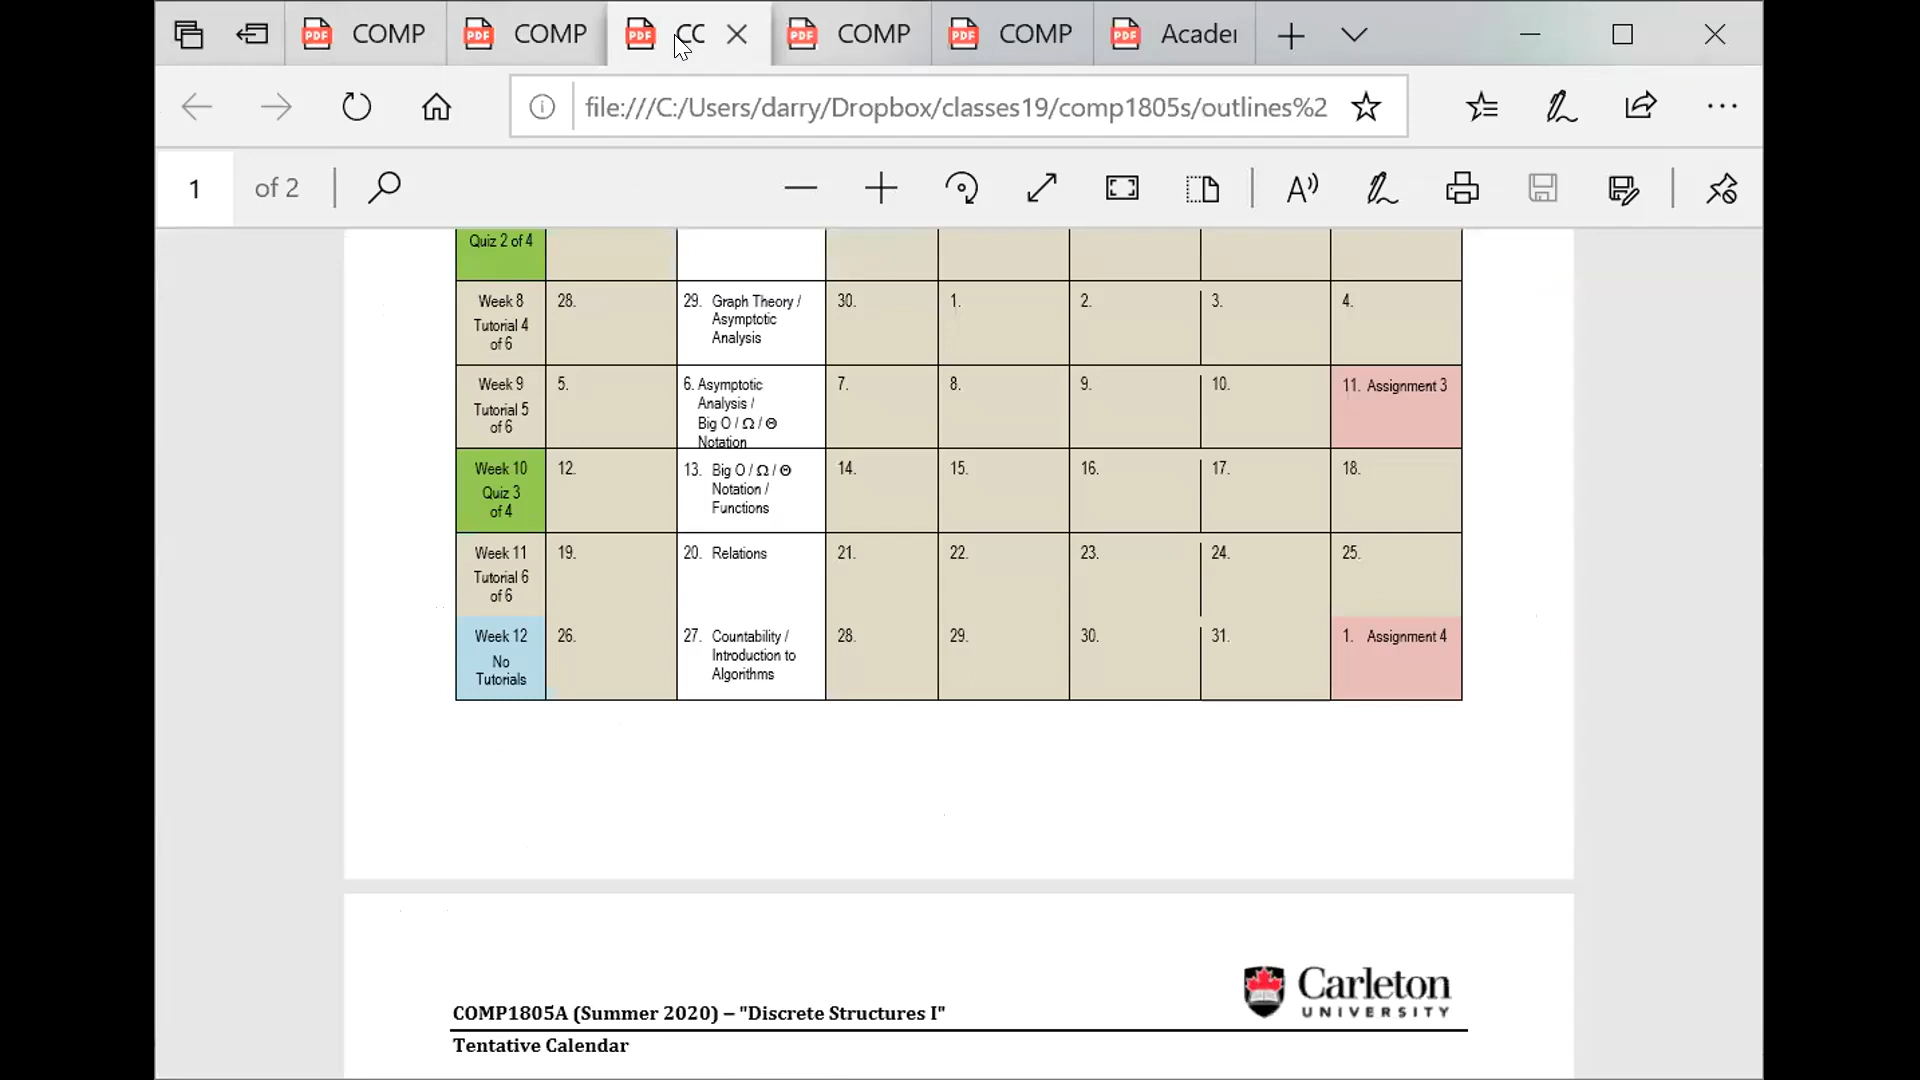 COMP
COMP
CC
COMP
COMP
Acader
file:///C:/Users/darry/Dropbox/classes19/comp1805s/outlines%2
1 of 2
Quiz 2 of 4
Week 8
Tutorial 4
of 6
28.
29. Graph Theory /
Asymptotic
Analysis
30.
1.
2.
3.
4.
Week 9
Tutorial 5
of 6
5.
6. Asymptotic
Analysis /
Big O / Ω / Θ
Notation
7.
8.
9.
10.
11. Assignment 3
Week 10
Quiz 3
of 4
12.
13. Big O / Ω / Θ
Notation /
Functions
14.
15.
16.
17.
18.
Week 11
Tutorial 6
of 6
19.
20. Relations
21.
22.
23.
24.
25.
Week 12
No
Tutorials
26.
27. Countability /
Introduction to
Algorithms
28.
29.
30.
31.
1. Assignment 4
Carleton
UNIVERSITY
COMP1805A (Summer 2020) – "Discrete Structures I"
Tentative Calendar